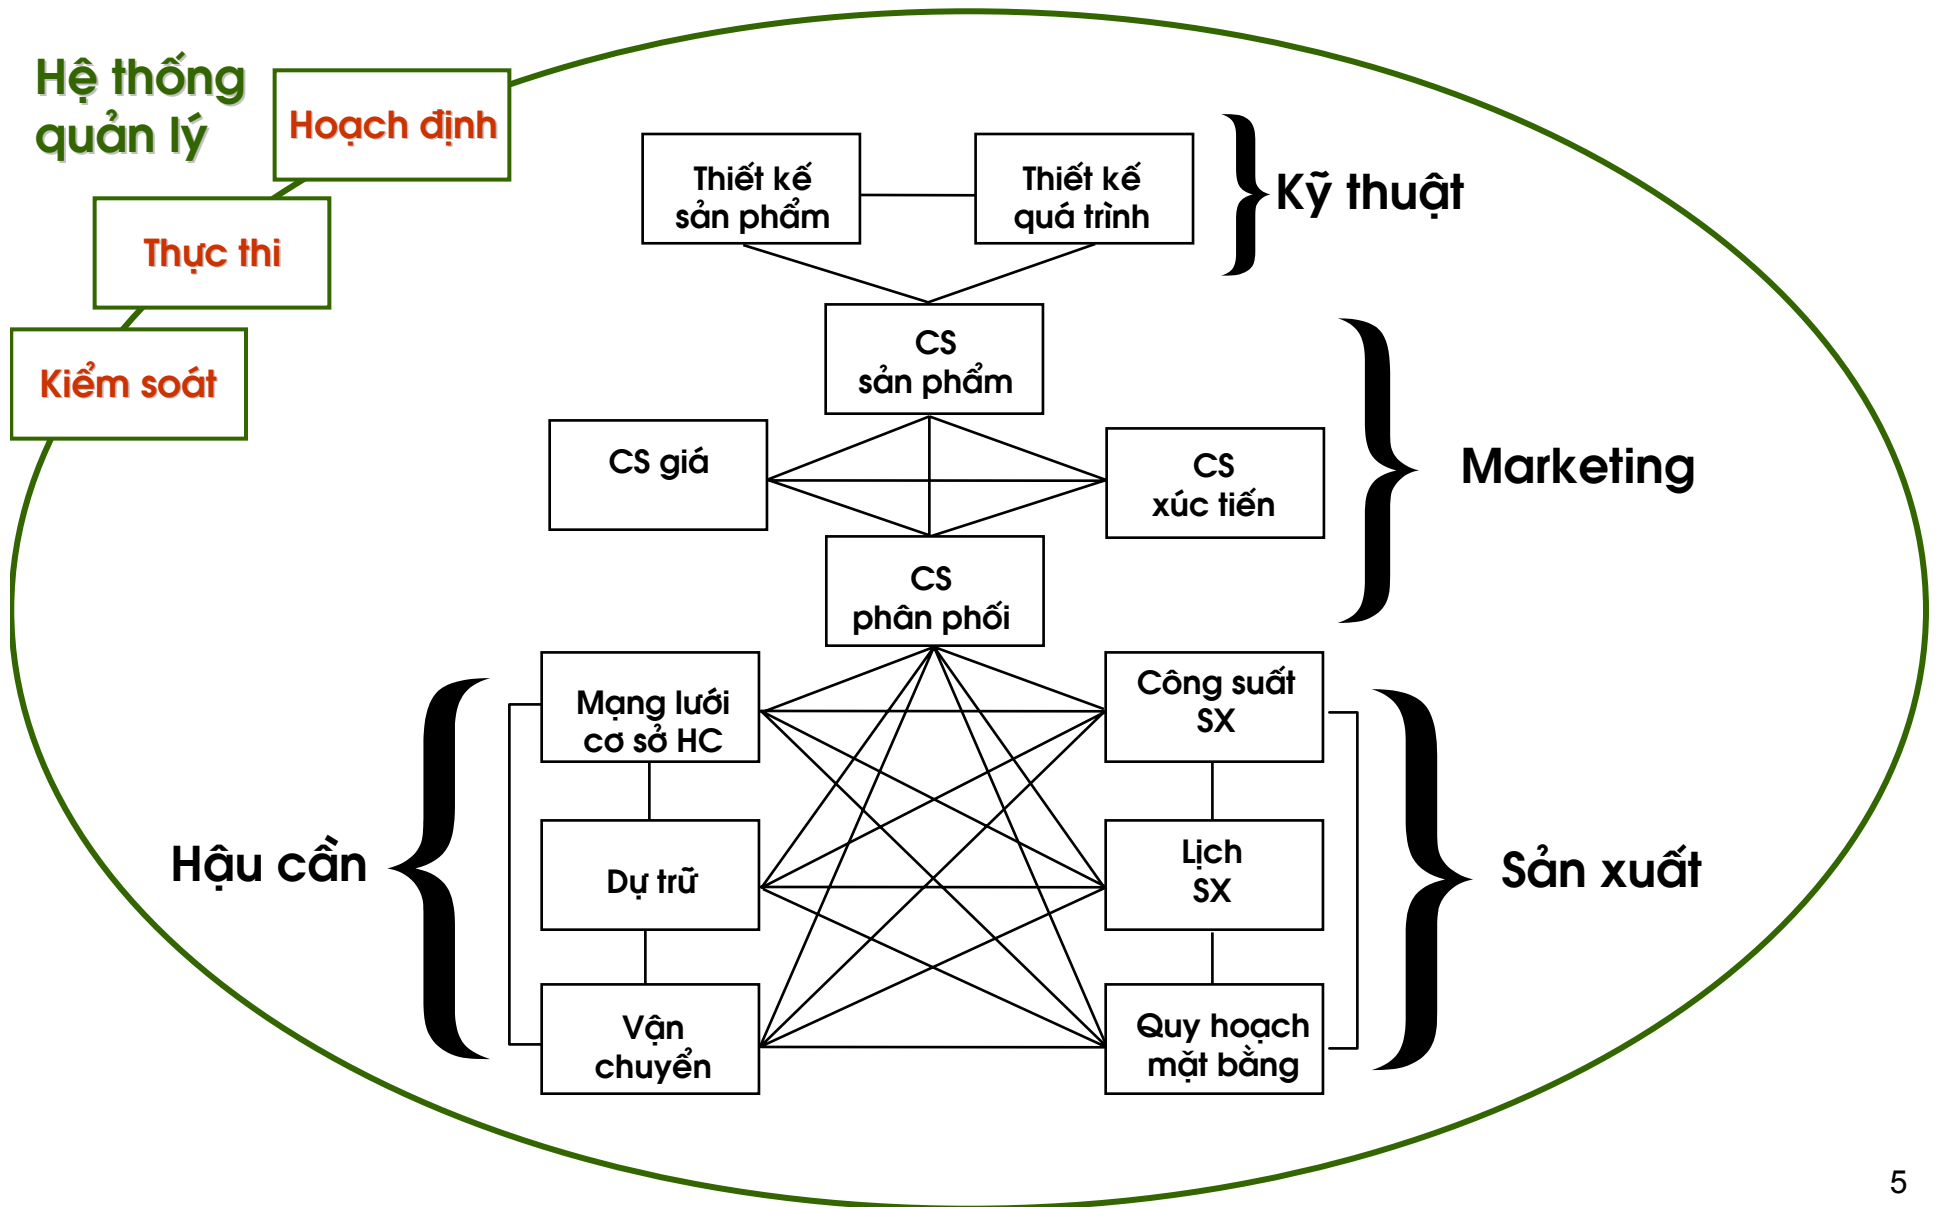 Hệ thống
quản lý
Hoạch định
Thực thi
Kiểm soát
Thiết kế
sản phẩm
Thiết kế
quá trình
Kỹ thuật
CS
sản phẩm
CS giá
CS
xúc tiến
Marketing
CS
phân phối
Mạng lưới
cơ sở HC
Công suất
SX
Hậu cần
Dự trữ
Lịch
SX
Sản xuất
Vận
chuyển
Quy hoạch
mặt bằng
5